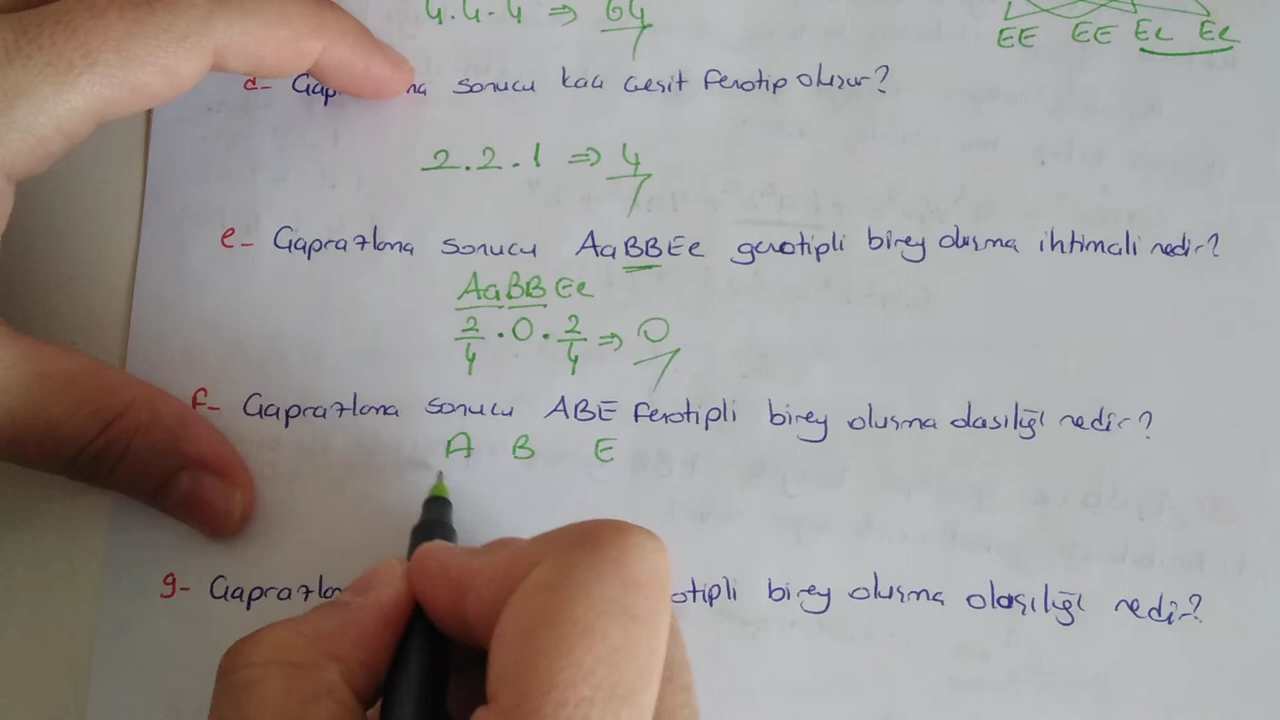 4.4.4 ⇒ 64
EE EE Ee Ee
d- Çap na sonucu kaç çeşit fenotip oluşur?
2.2.1 ⇒ 4
e- Çaprazlama sonucu AaBBEe genotipli birey oluşma ihtimali nedir?
AaBBEe
2/4 . 0 . 2/4 ⇒ 0
f- Çaprazlama sonucu ABE fenotipli birey oluşma olasılığı nedir?
A B E
g- Çaprazla otipli birey oluşma olasılığı nedir?